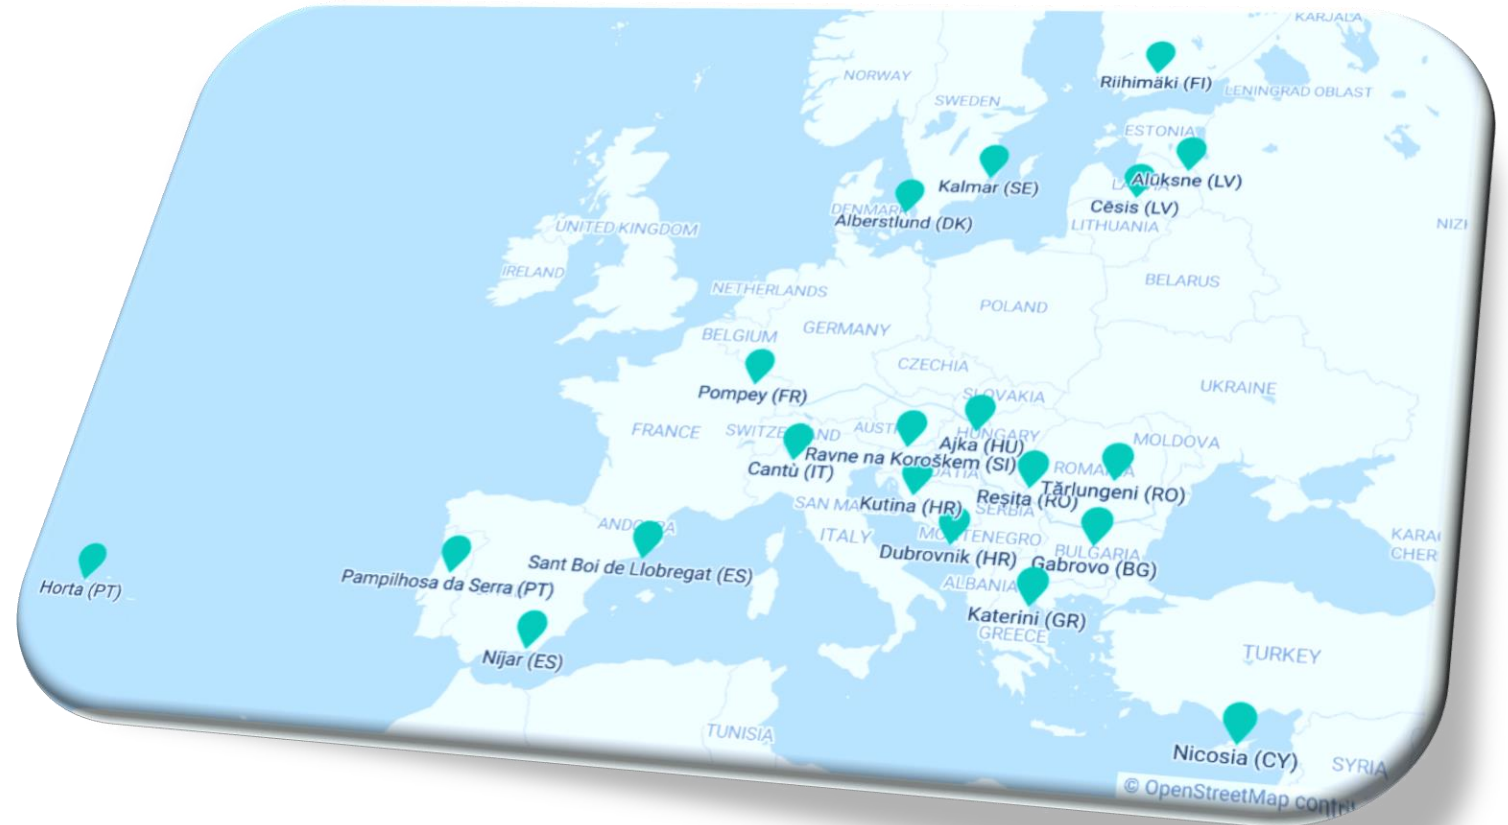 KARJALA
NORWAY
Riihimäki (FI)
LENINGRAD OBLAST
SWEDEN
ESTONIA
Alūksne (LV)
Kalmar (SE)
Cēsis (LV)
DENMARK
Alberstlund (DK)
UNITED KINGDOM
LITHUANIA
IRELAND
BELARUS
NETHERLANDS
POLAND
GERMANY
BELGIUM
CZECHIA
UKRAINE
Pompey (FR)
SLOVAKIA
FRANCE
HUNGARY
MOLDOVA
Ajka (HU)
Ravne na Koroškem (SI)
Cantù (IT)
Tărlungeni (RO)
Kutina (HR)
SERBIA
ITALY
BULGARIA
Dubrovnik (HR)
Gabrovo (BG)
Sant Boi de Llobregat (ES)
Pampilhosa da Serra (PT)
Horta (PT)
ALBANIA
Katerini (GR)
GREECE
Níjar (ES)
TURKEY
TUNISIA
Nicosia (CY)
SYRIA
© OpenStreetMap